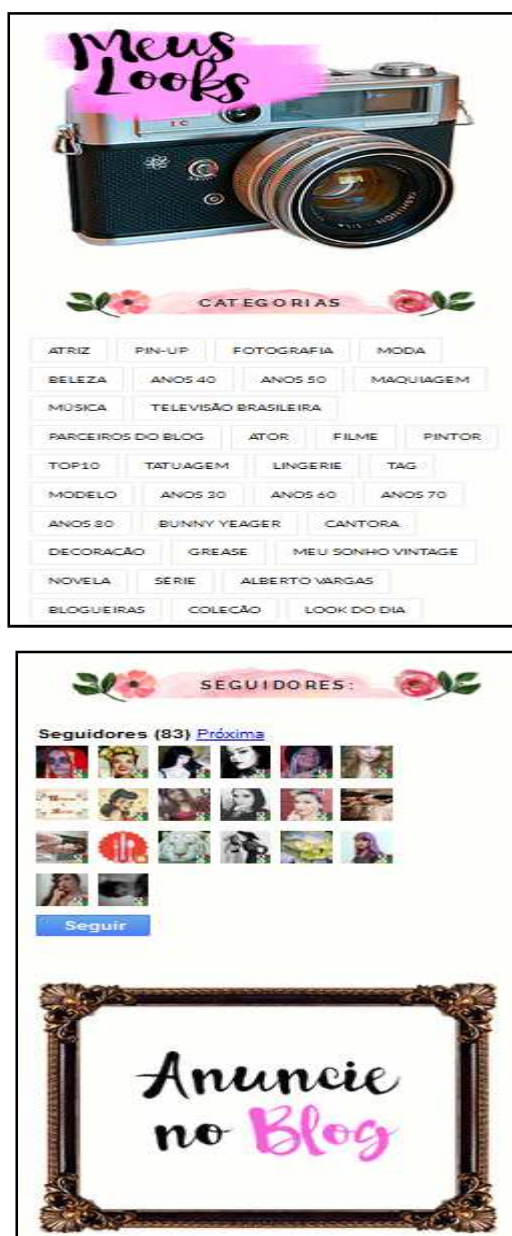 Meus
Looks
CATEGORIAS
ATRIZ PIN-UP FOTOGRAFIA MODA
BELEZA ANOS 40 ANOS 50 MAQUIAGEM
MÚSICA TELEVISÃO BRASILEIRA
PARCEIROS DO BLOG ATOR FILME PINTOR
TOP10 TATUAGEM LINGERIE TAG
MODELO ANOS 30 ANOS 60 ANOS 70
ANOS 80 BUNNY YEAGER CANTORA
DECORAÇÃO GREASE MEU SONHO VINTAGE
NOVELA SÉRIE ALBERTO VARGAS
BLOGUEIRAS COLEÇÃO LOOK DO DIA
SEGUIDORES:
Seguidores (83) Próxima
Seguir
Anuncie
no Blog